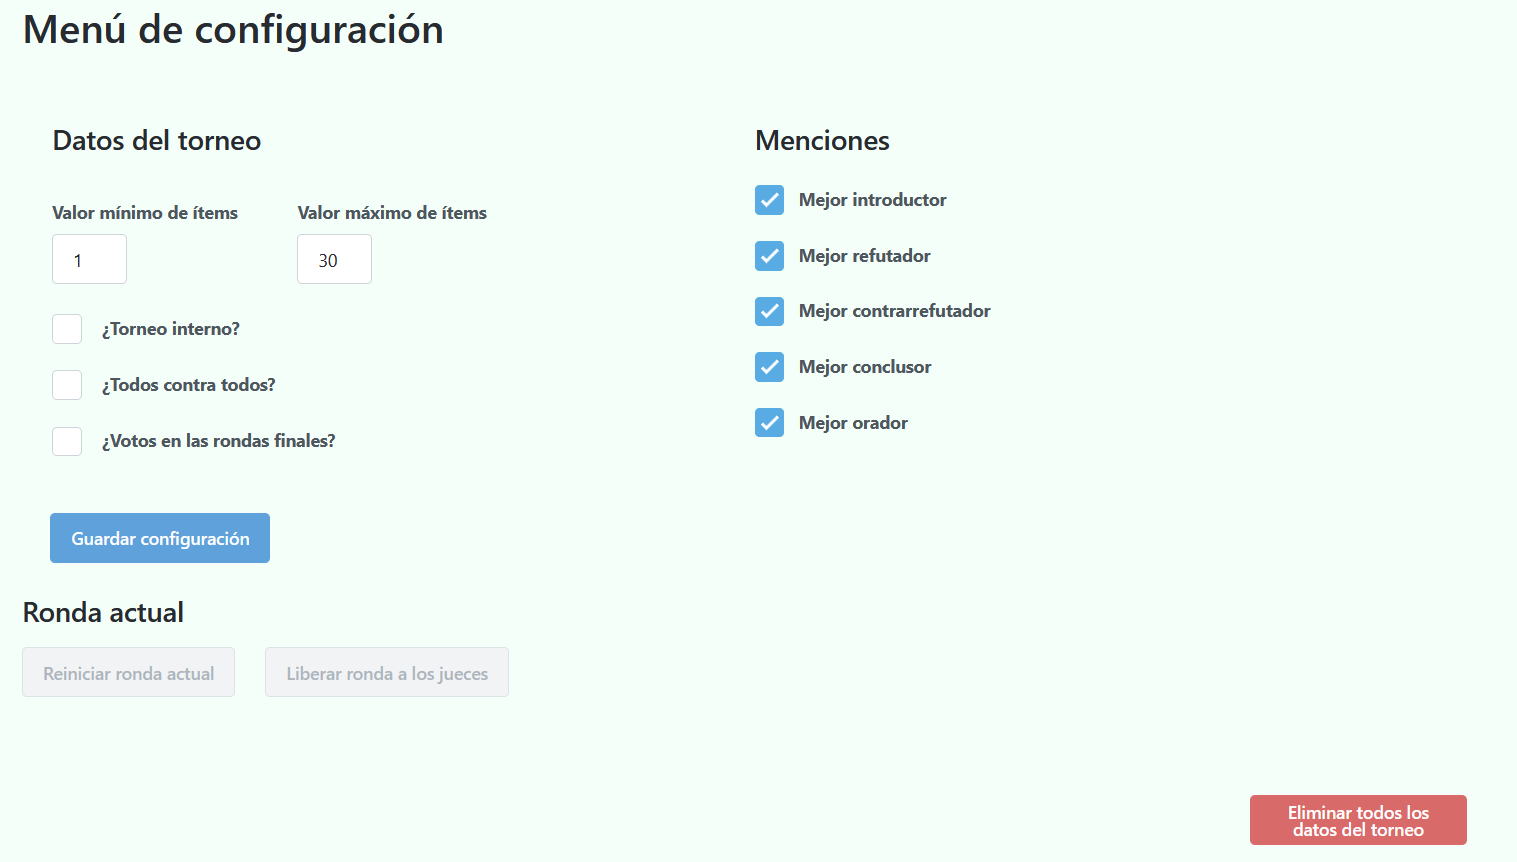 Menú de configuración
Datos del torneo
Valor mínimo de ítems
Valor máximo de ítems
1
30
¿Torneo interno?
¿Todos contra todos?
¿Votos en las rondas finales?
Guardar configuración
Menciones
Mejor introductor
Mejor refutador
Mejor contrarrefutador
Mejor conclusor
Mejor orador
Ronda actual
Reiniciar ronda actual
Liberar ronda a los jueces
Eliminar todos los
datos del torneo